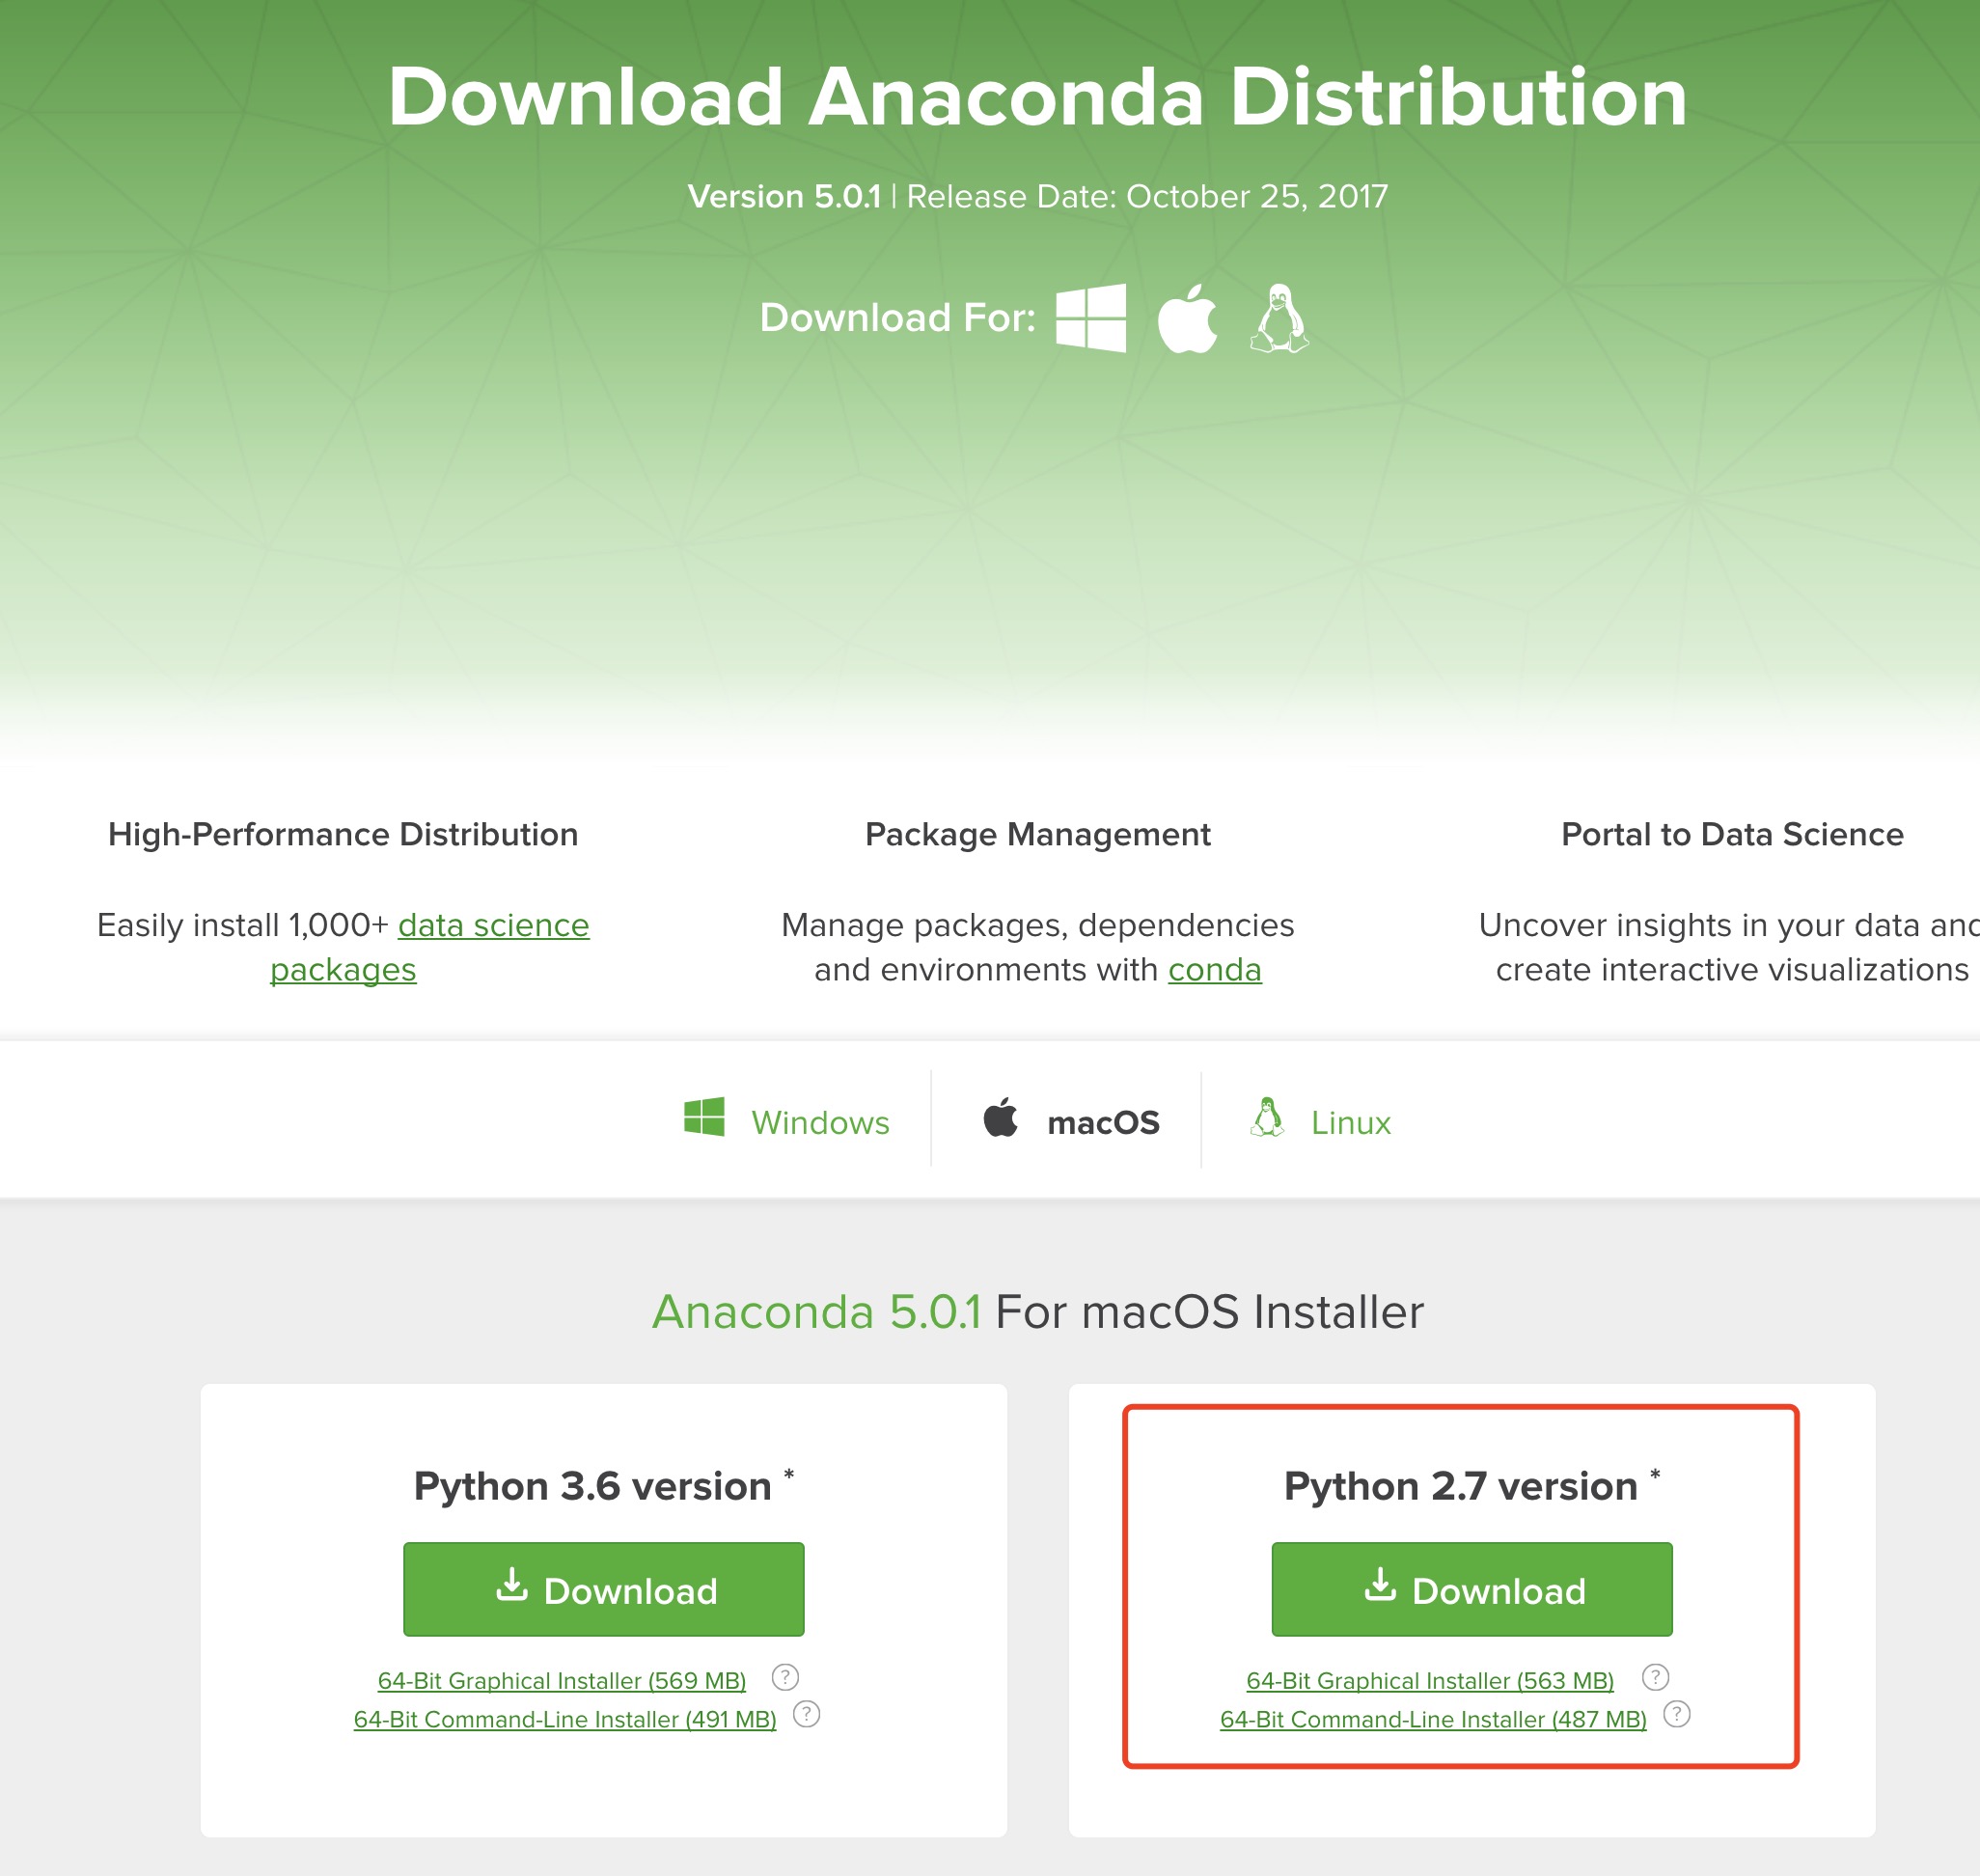 Download Anaconda Distribution
Version 5.0.1 | Release Date: October 25, 2017
Download For:
High-Performance Distribution
Easily install 1,000+ data science
packages
Package Management
Manage packages, dependencies
and environments with conda
Portal to Data Science
Uncover insights in your data and
create interactive visualizations
Windows
macOS
Linux
Anaconda 5.0.1 For macOS Installer
Python 3.6 version *
Download
64-Bit Graphical Installer (569 MB) ?
64-Bit Command-Line Installer (491 MB) ?
Python 2.7 version *
Download
64-Bit Graphical Installer (563 MB) ?
64-Bit Command-Line Installer (487 MB) ?